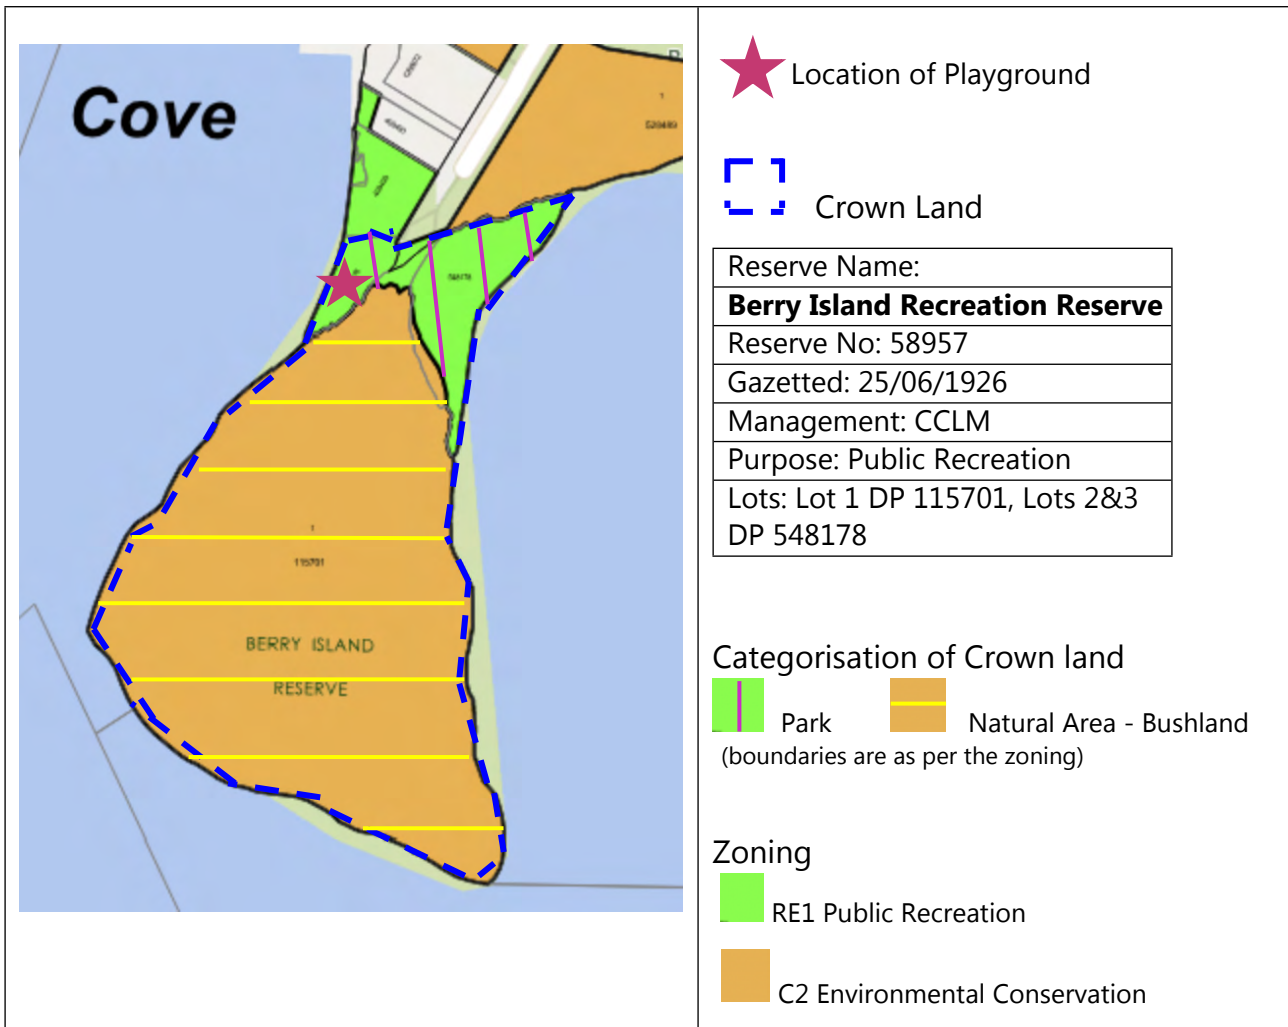 Cove
1
115701
BERRY ISLAND
RESERVE
548178
Location of Playground
Crown Land
Reserve Name:
Berry Island Recreation Reserve
Reserve No: 58957
Gazetted: 25/06/1926
Management: CCLM
Purpose: Public Recreation
Lots: Lot 1 DP 115701, Lots 2&3
DP 548178
Categorisation of Crown land
Park
Natural Area - Bushland
(boundaries are as per the zoning)
Zoning
RE1 Public Recreation
C2 Environmental Conservation